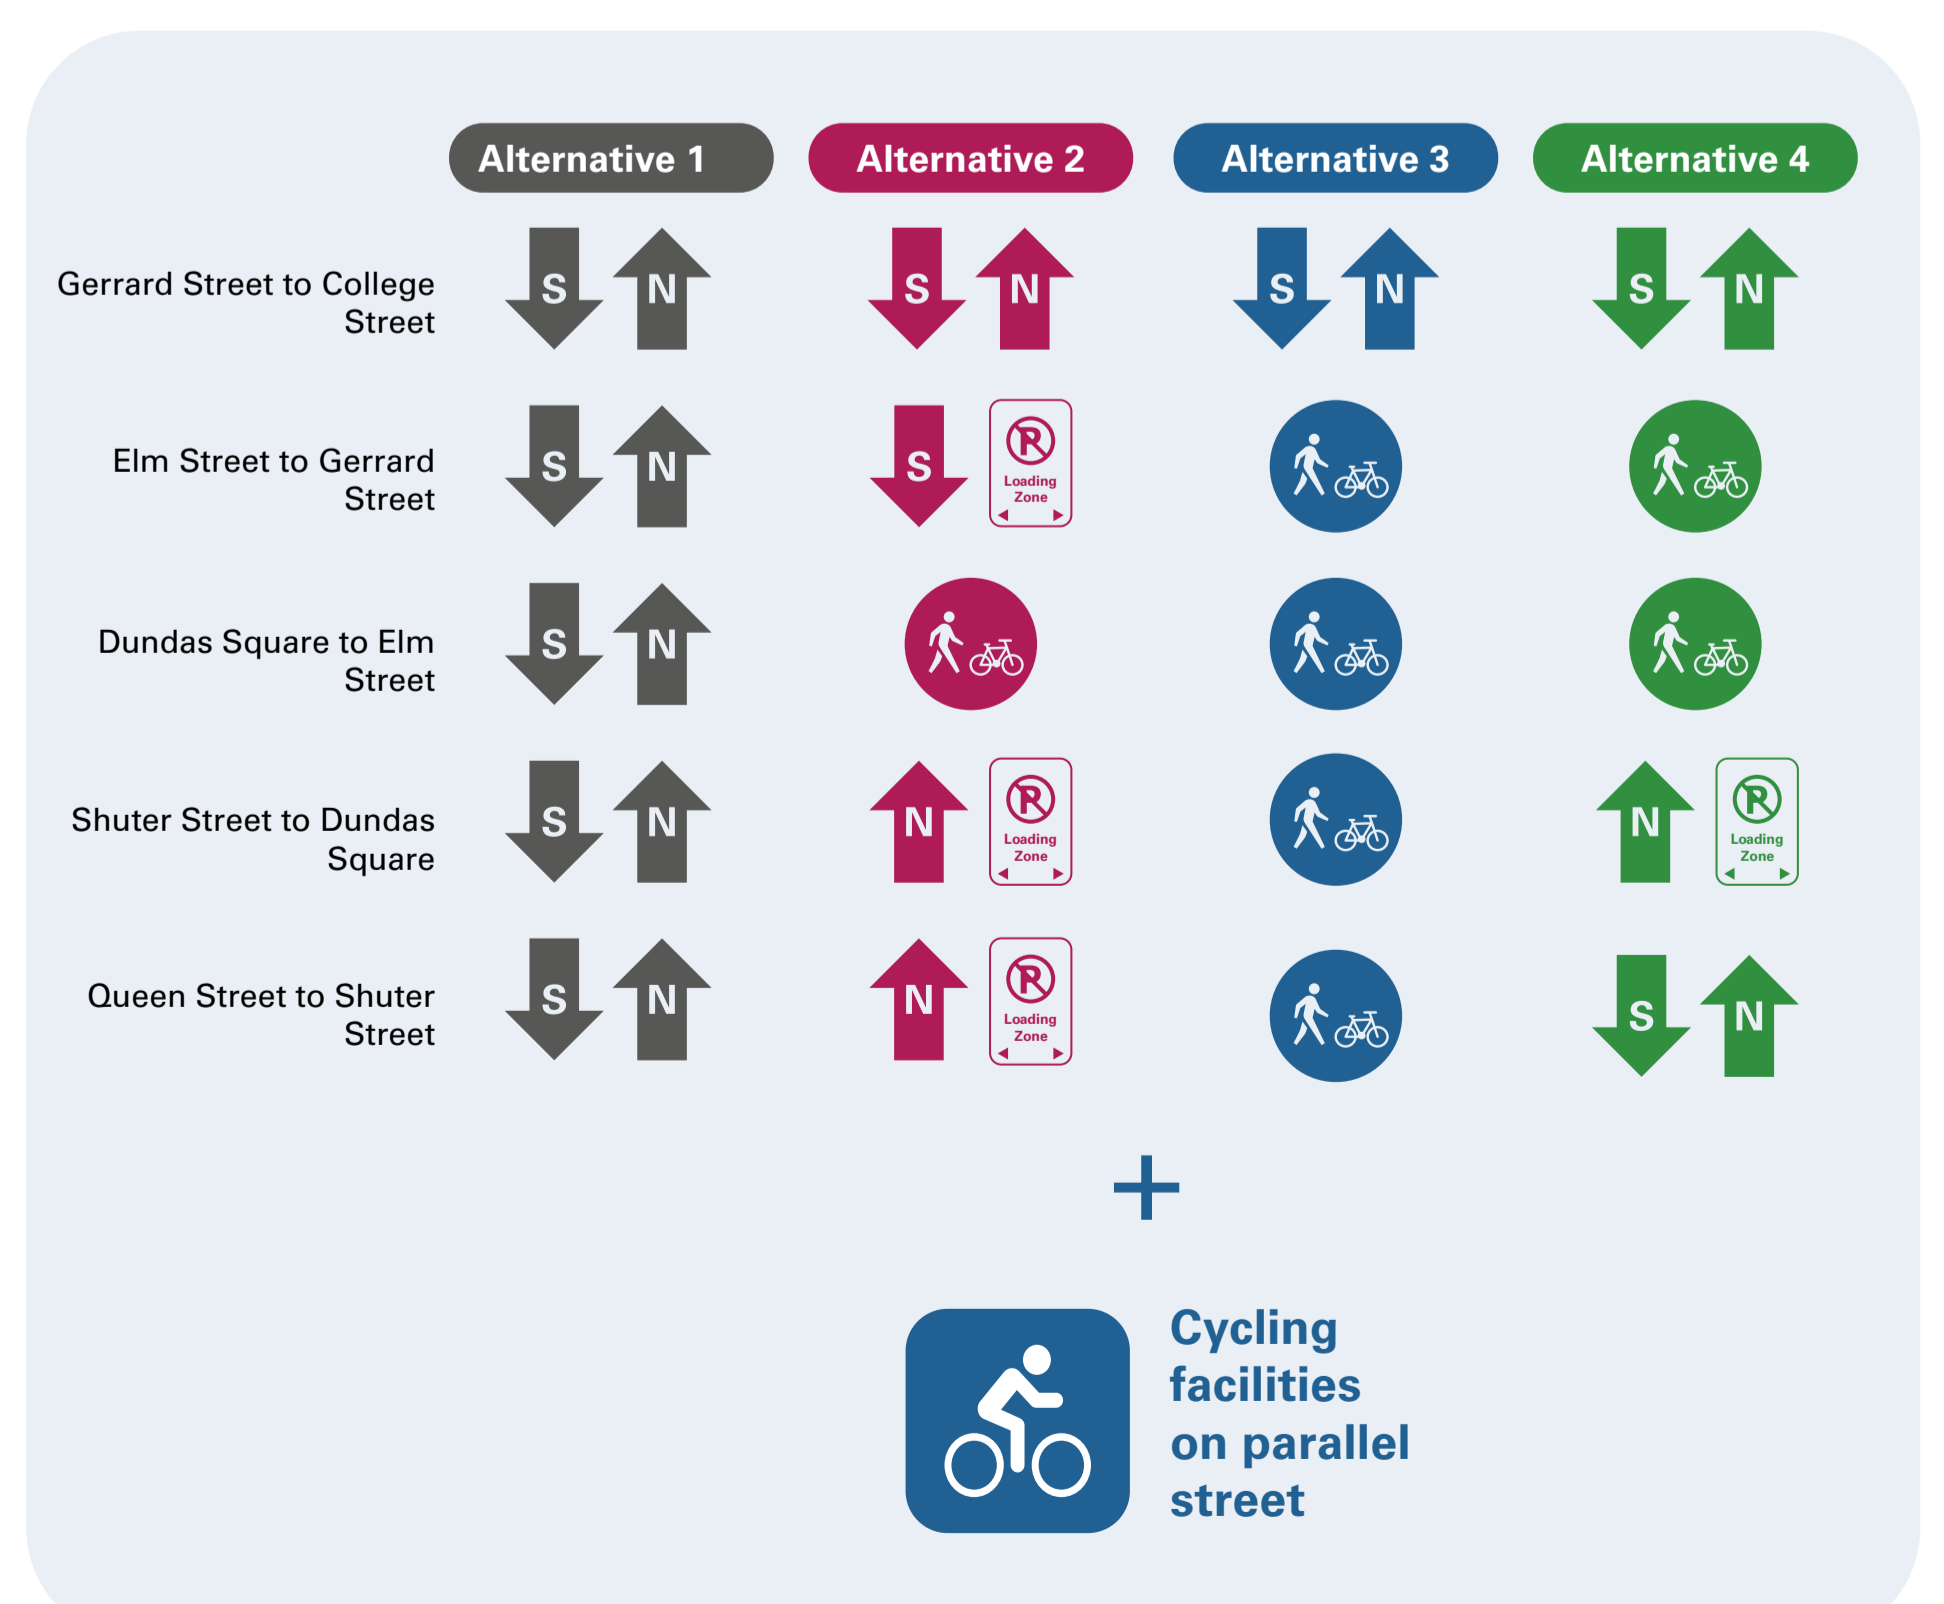 Alternative 1 Alternative 2 Alternative 3 Alternative 4
Gerrard Street to College
Street
S N S N S N S N
Elm Street to Gerrard
Street
S N S P
Loading
Zone
Dundas Square to Elm
Street
S N
Shuter Street to Dundas
Square
S N N P
Loading
Zone
N P
Loading
Zone
Queen Street to Shuter
Street
S N N P
Loading
Zone
S N
+
Cycling
facilities
on parallel
street